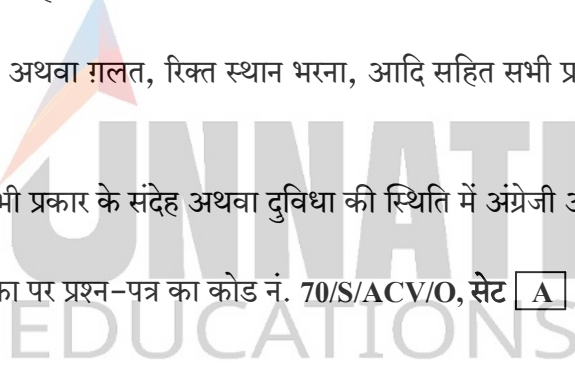 अथवा ग़लत, रिक्त स्थान भरना, आदि सहित सभी
UNNATI
भी प्रकार के संदेह अथवा दुविधा की स्थिति में अंग्रेजी
पर प्रश्न-पत्र का कोड नं. 70/S/ACV/O, सेट A
EDUCATIONS